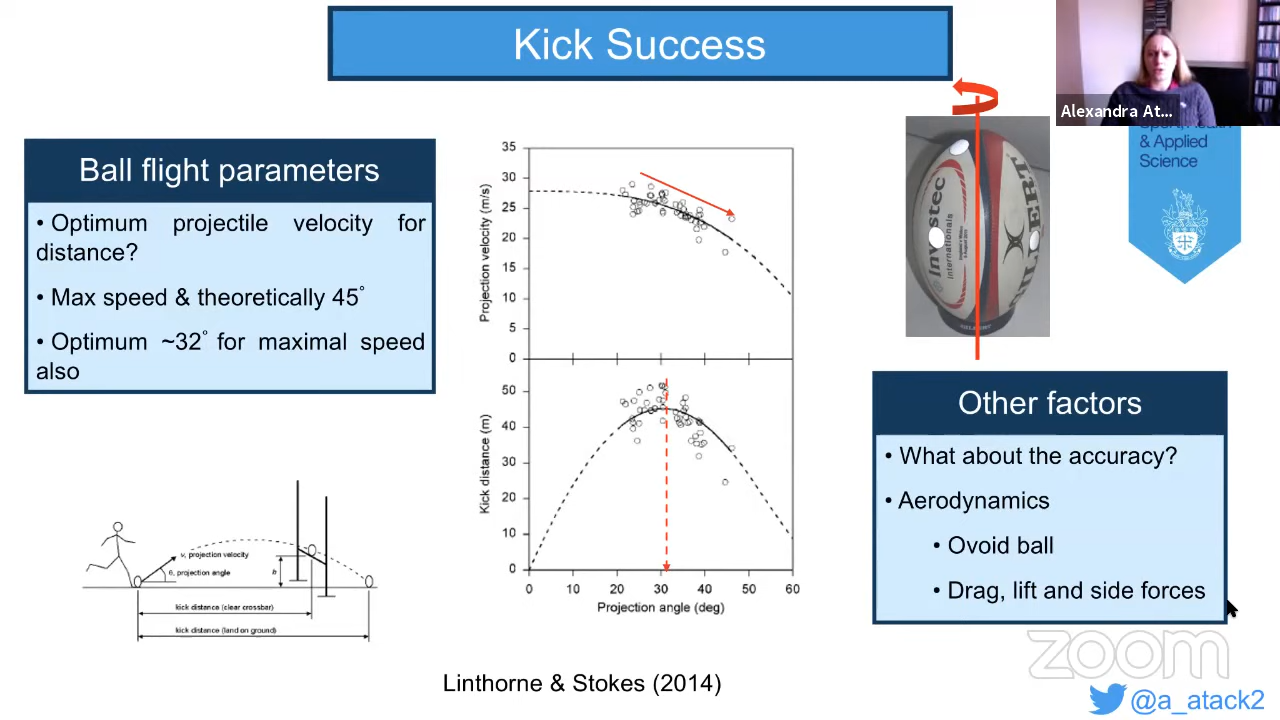 Kick Success
Alexandra At...
& Applied
Science
Ball flight parameters
• Optimum projectile velocity for
distance?
• Max speed & theoretically 45°
• Optimum ~32° for maximal speed
also
35
30
25
20
15
10
5
0
Projection velocity (m/s)
50
40
30
20
10
0
Kick distance (m)
0 10 20 30 40 50 60
Projection angle (deg)
v, projection velocity
θ, projection angle
h
kick distance (clear crossbar)
kick distance (land on ground)
Investec
internationals
GILBERT
Other factors
• What about the accuracy?
• Aerodynamics
• Ovoid ball
• Drag, lift and side forces
Linthorne & Stokes (2014)
zoom
@a_atack2